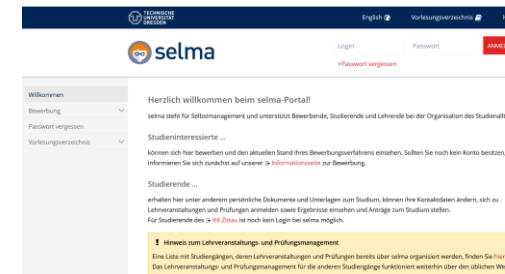 TECHNISCHE
UNIVERSITÄT
DRESDEN
English
Vorlesungsverzeichnis
selma
Login
Passwort
ANMEL
>Passwort vergessen
Willkommen
Bewerbung
Passwort vergessen
Vorlesungsverzeichnis
Herzlich willkommen beim selma-Portal!
selma steht für Selbstmanagement und unterstützt Bewerbende, Studierende und Lehrende bei der Organisation des Studienallt
Studieninteressierte ...
können sich hier bewerben und den aktuellen Stand ihres Bewerbungsverfahrens einsehen. Sollten Sie noch kein Konto besitzen,
informieren Sie sich zunächst auf unserer Informationsseite zur Bewerbung.
Studierende ...
erhalten hier unter anderem persönliche Dokumente und Unterlagen zum Studium, können ihre Kontaktdaten ändern, sich zu
Lehrveranstaltungen und Prüfungen anmelden sowie Ergebnisse einsehen und Anträge zum Studium stellen.
Für Studierende des IHI Zittau ist noch kein Login bei selma möglich.
! Hinweis zum Lehrveranstaltungs- und Prüfungsmanagement
Eine Liste mit Studiengängen, deren Lehrveranstaltungen und Prüfungen bereits über selma organisiert werden, finden Sie hier
Das Lehrveranstaltungs- und Prüfungsmanagement für die anderen Studiengänge funktioniert weiterhin über den üblichen We